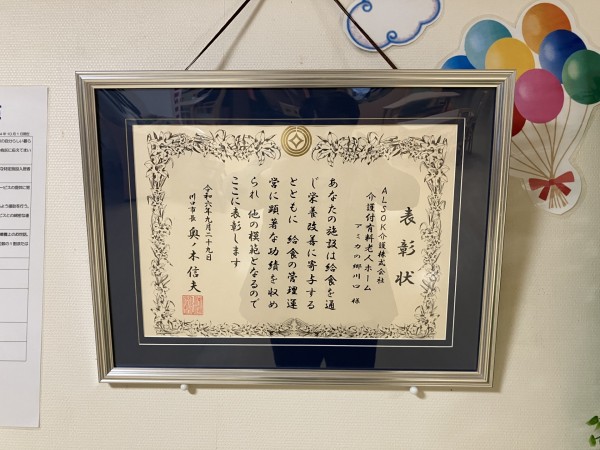 表彰状
ALSOK介護株式会社
介護付有料老人ホーム
アミカの郷川口 様
あなたの施設は給食を通
じ栄養改善に寄与する
とともに 給食の管理運
営に顕著な功績を収め
られ 他の模範となるので
ここに表彰します
令和六年九月二十九日
川口市長 奥ノ木信夫